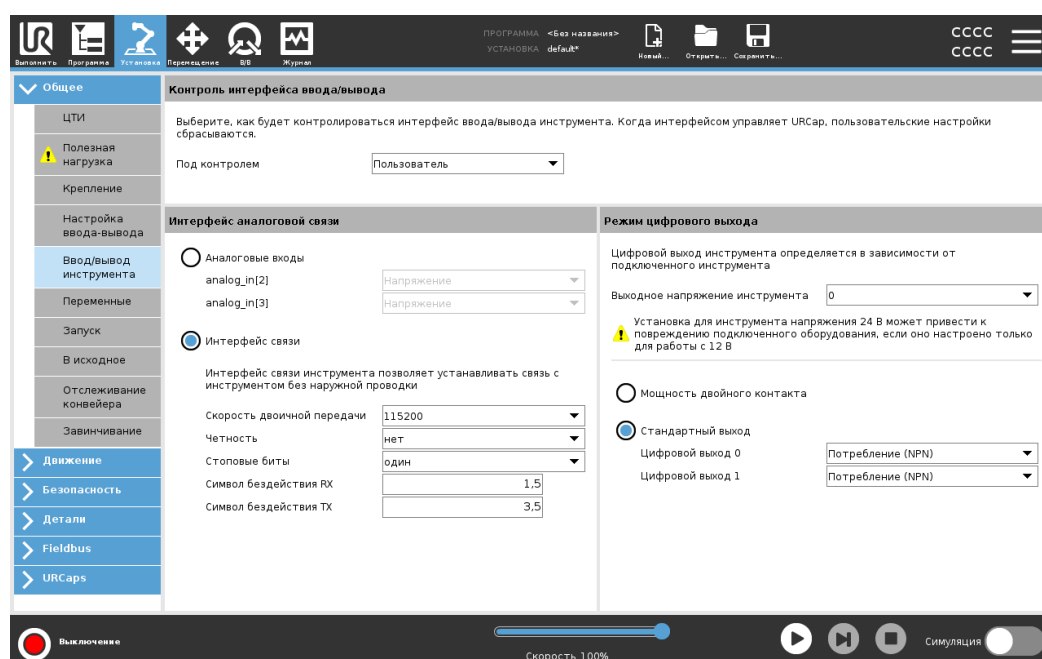 UR
Выполнить
Программа
Установка
Перемещение
В/В
Журнал
ПРОГРАММА <Без названия>
УСТАНОВКА default*
Новый...
Открыть...
Сохранить...
CCCC
CCCC
Общее
ЦТИ
Полезная
нагрузка
Крепление
Настройка
ввода-вывода
Ввод/вывод
инструмента
Переменные
Запуск
В исходное
Отслеживание
конвейера
Завинчивание
Движение
Безопасность
Детали
Fieldbus
URCaps
Контроль интерфейса ввода/вывода
Выберите, как будет контролироваться интерфейс ввода/вывода инструмента. Когда интерфейсом управляет URCap, пользовательские настройки
сбрасываются.
Под контролем Пользователь
Интерфейс аналоговой связи
Аналоговые входы
analog_in[2] Напряжение
analog_in[3] Напряжение
Интерфейс связи
Интерфейс связи инструмента позволяет устанавливать связь с
инструментом без наружной проводки
Скорость двоичной передачи 115200
Четность нет
Стоповые биты один
Символ бездействия RX 1,5
Символ бездействия TX 3,5
Режим цифрового выхода
Цифровой выход инструмента определяется в зависимости от
подключенного инструмента
Выходное напряжение инструмента 0
Установка для инструмента напряжения 24 В может привести к
повреждению подключенного оборудования, если оно настроено только
для работы с 12 В
Мощность двойного контакта
Стандартный выход
Цифровой выход 0 Потребление (NPN)
Цифровой выход 1 Потребление (NPN)
Выключение
Скорость 100%
Симуляция